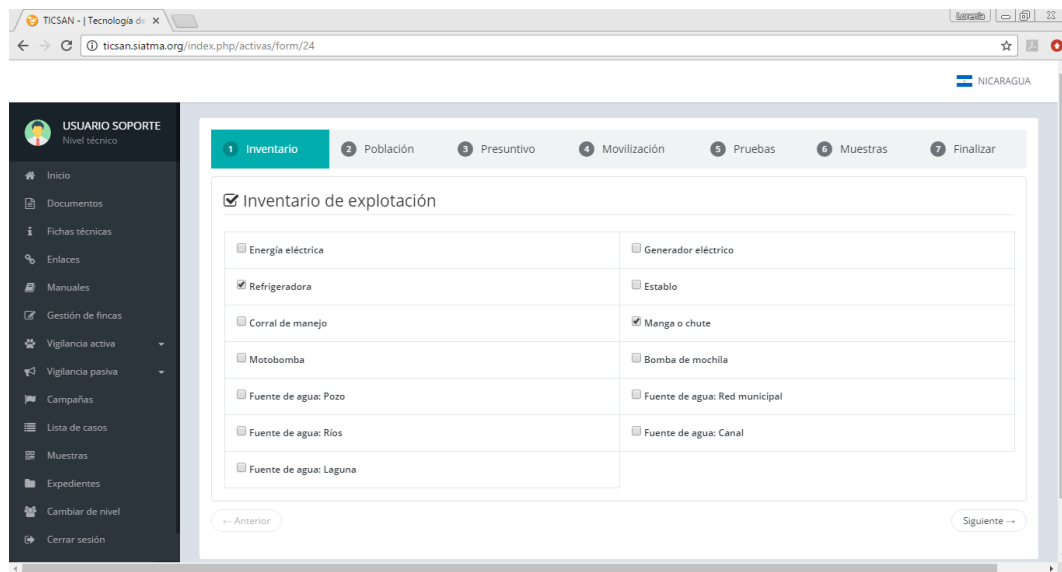 TICSAN - | Tecnología de
Lorenia
ticsan.siatma.org/index.php/activas/form/24
NICARAGUA
USUARIO SOPORTE
Nivel técnico
Inicio
Documentos
Fichas técnicas
Enlaces
Manuales
Gestión de fincas
Vigilancia activa
Vigilancia pasiva
Campañas
Lista de casos
Muestras
Expedientes
Cambiar de nivel
Cerrar sesión
1 Inventario 2 Población 3 Presuntivo 4 Movilización 5 Pruebas 6 Muestras 7 Finalizar
Inventario de explotación
Energía eléctrica Generador eléctrico
Refrigeradora Establo
Corral de manejo Manga o chute
Motobomba Bomba de mochila
Fuente de agua: Pozo Fuente de agua: Red municipal
Fuente de agua: Ríos Fuente de agua: Canal
Fuente de agua: Laguna
← Anterior Siguiente →